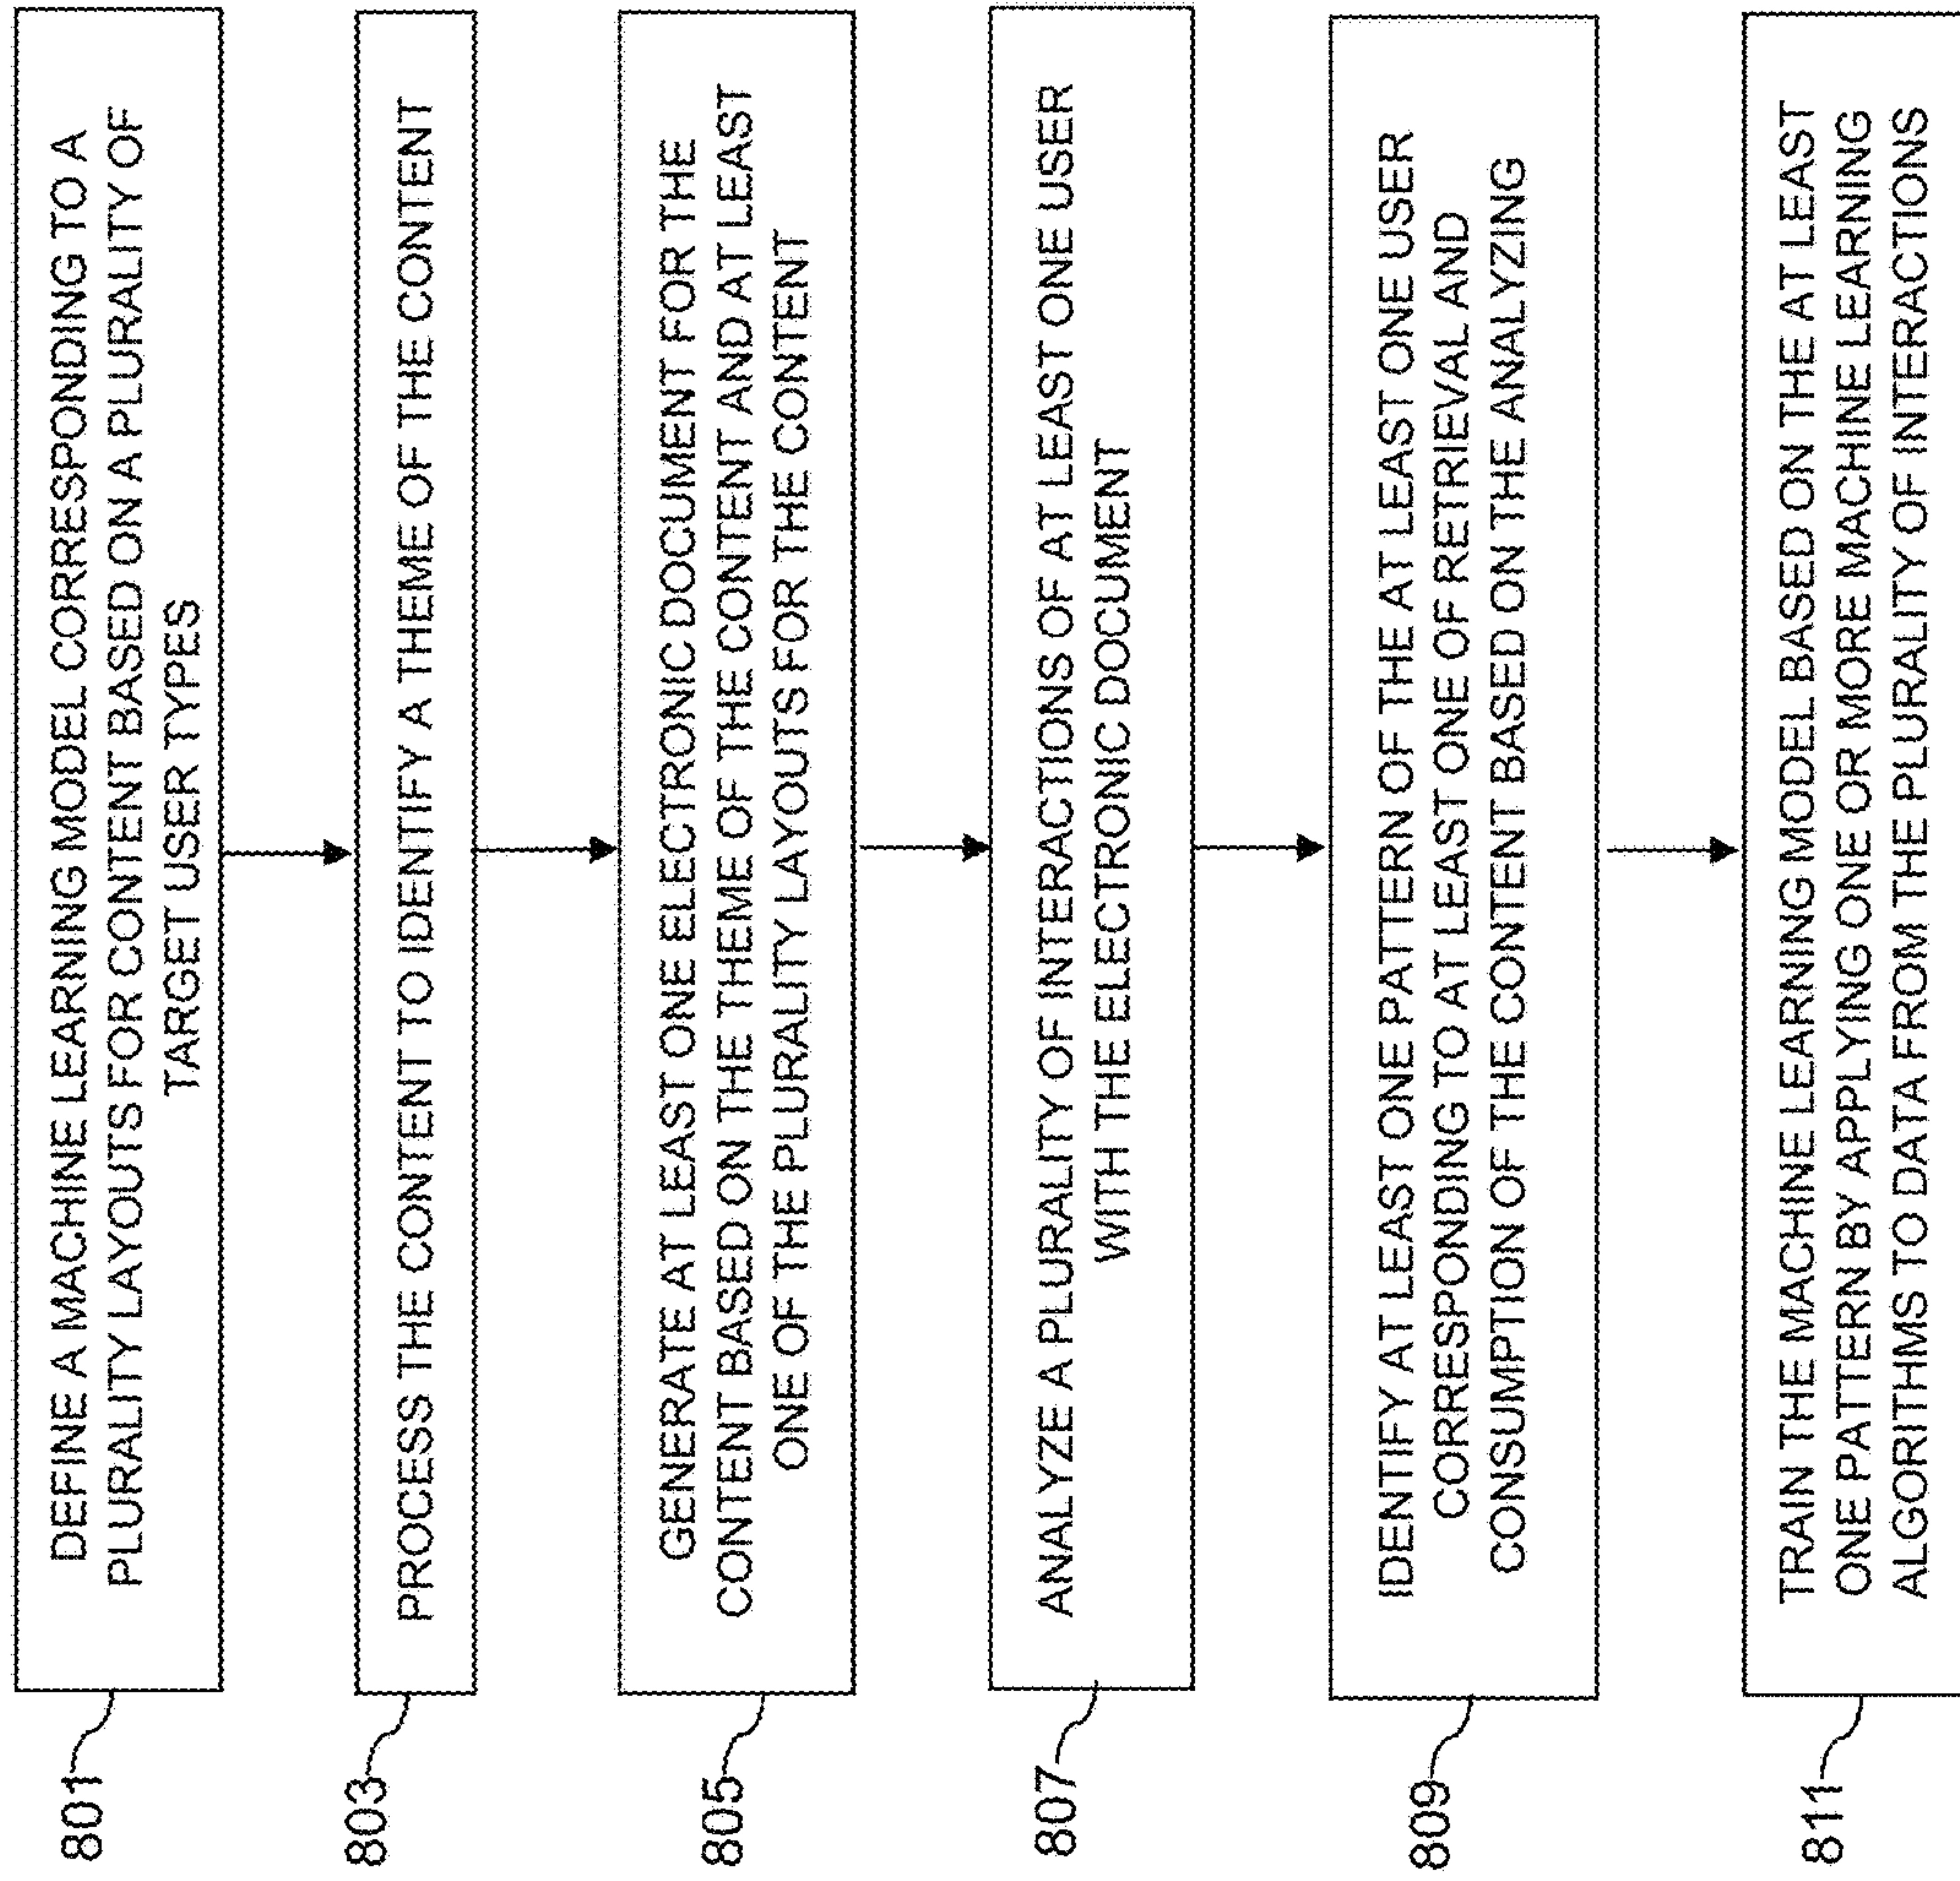 801
DEFINE A MACHINE LEARNING MODEL CORRESPONDING TO A
PLURALITY LAYOUTS FOR CONTENT BASED ON A PLURALITY OF
TARGET USER TYPES
803
PROCESS THE CONTENT TO IDENTIFY A THEME OF THE CONTENT
805
GENERATE AT LEAST ONE ELECTRONIC DOCUMENT FOR THE
CONTENT BASED ON THE THEME OF THE CONTENT AND AT LEAST
ONE OF THE PLURALITY LAYOUTS FOR THE CONTENT
807
ANALYZE A PLURALITY OF INTERACTIONS OF AT LEAST ONE USER
WITH THE ELECTRONIC DOCUMENT
809
IDENTIFY AT LEAST ONE PATTERN OF THE AT LEAST ONE USER
CORRESPONDING TO AT LEAST ONE OF RETRIEVAL AND
CONSUMPTION OF THE CONTENT BASED ON THE ANALYZING
811
TRAIN THE MACHINE LEARNING MODEL BASED ON THE AT LEAST
ONE PATTERN BY APPLYING ONE OR MORE MACHINE LEARNING
ALGORITHMS TO DATA FROM THE PLURALITY OF INTERACTIONS